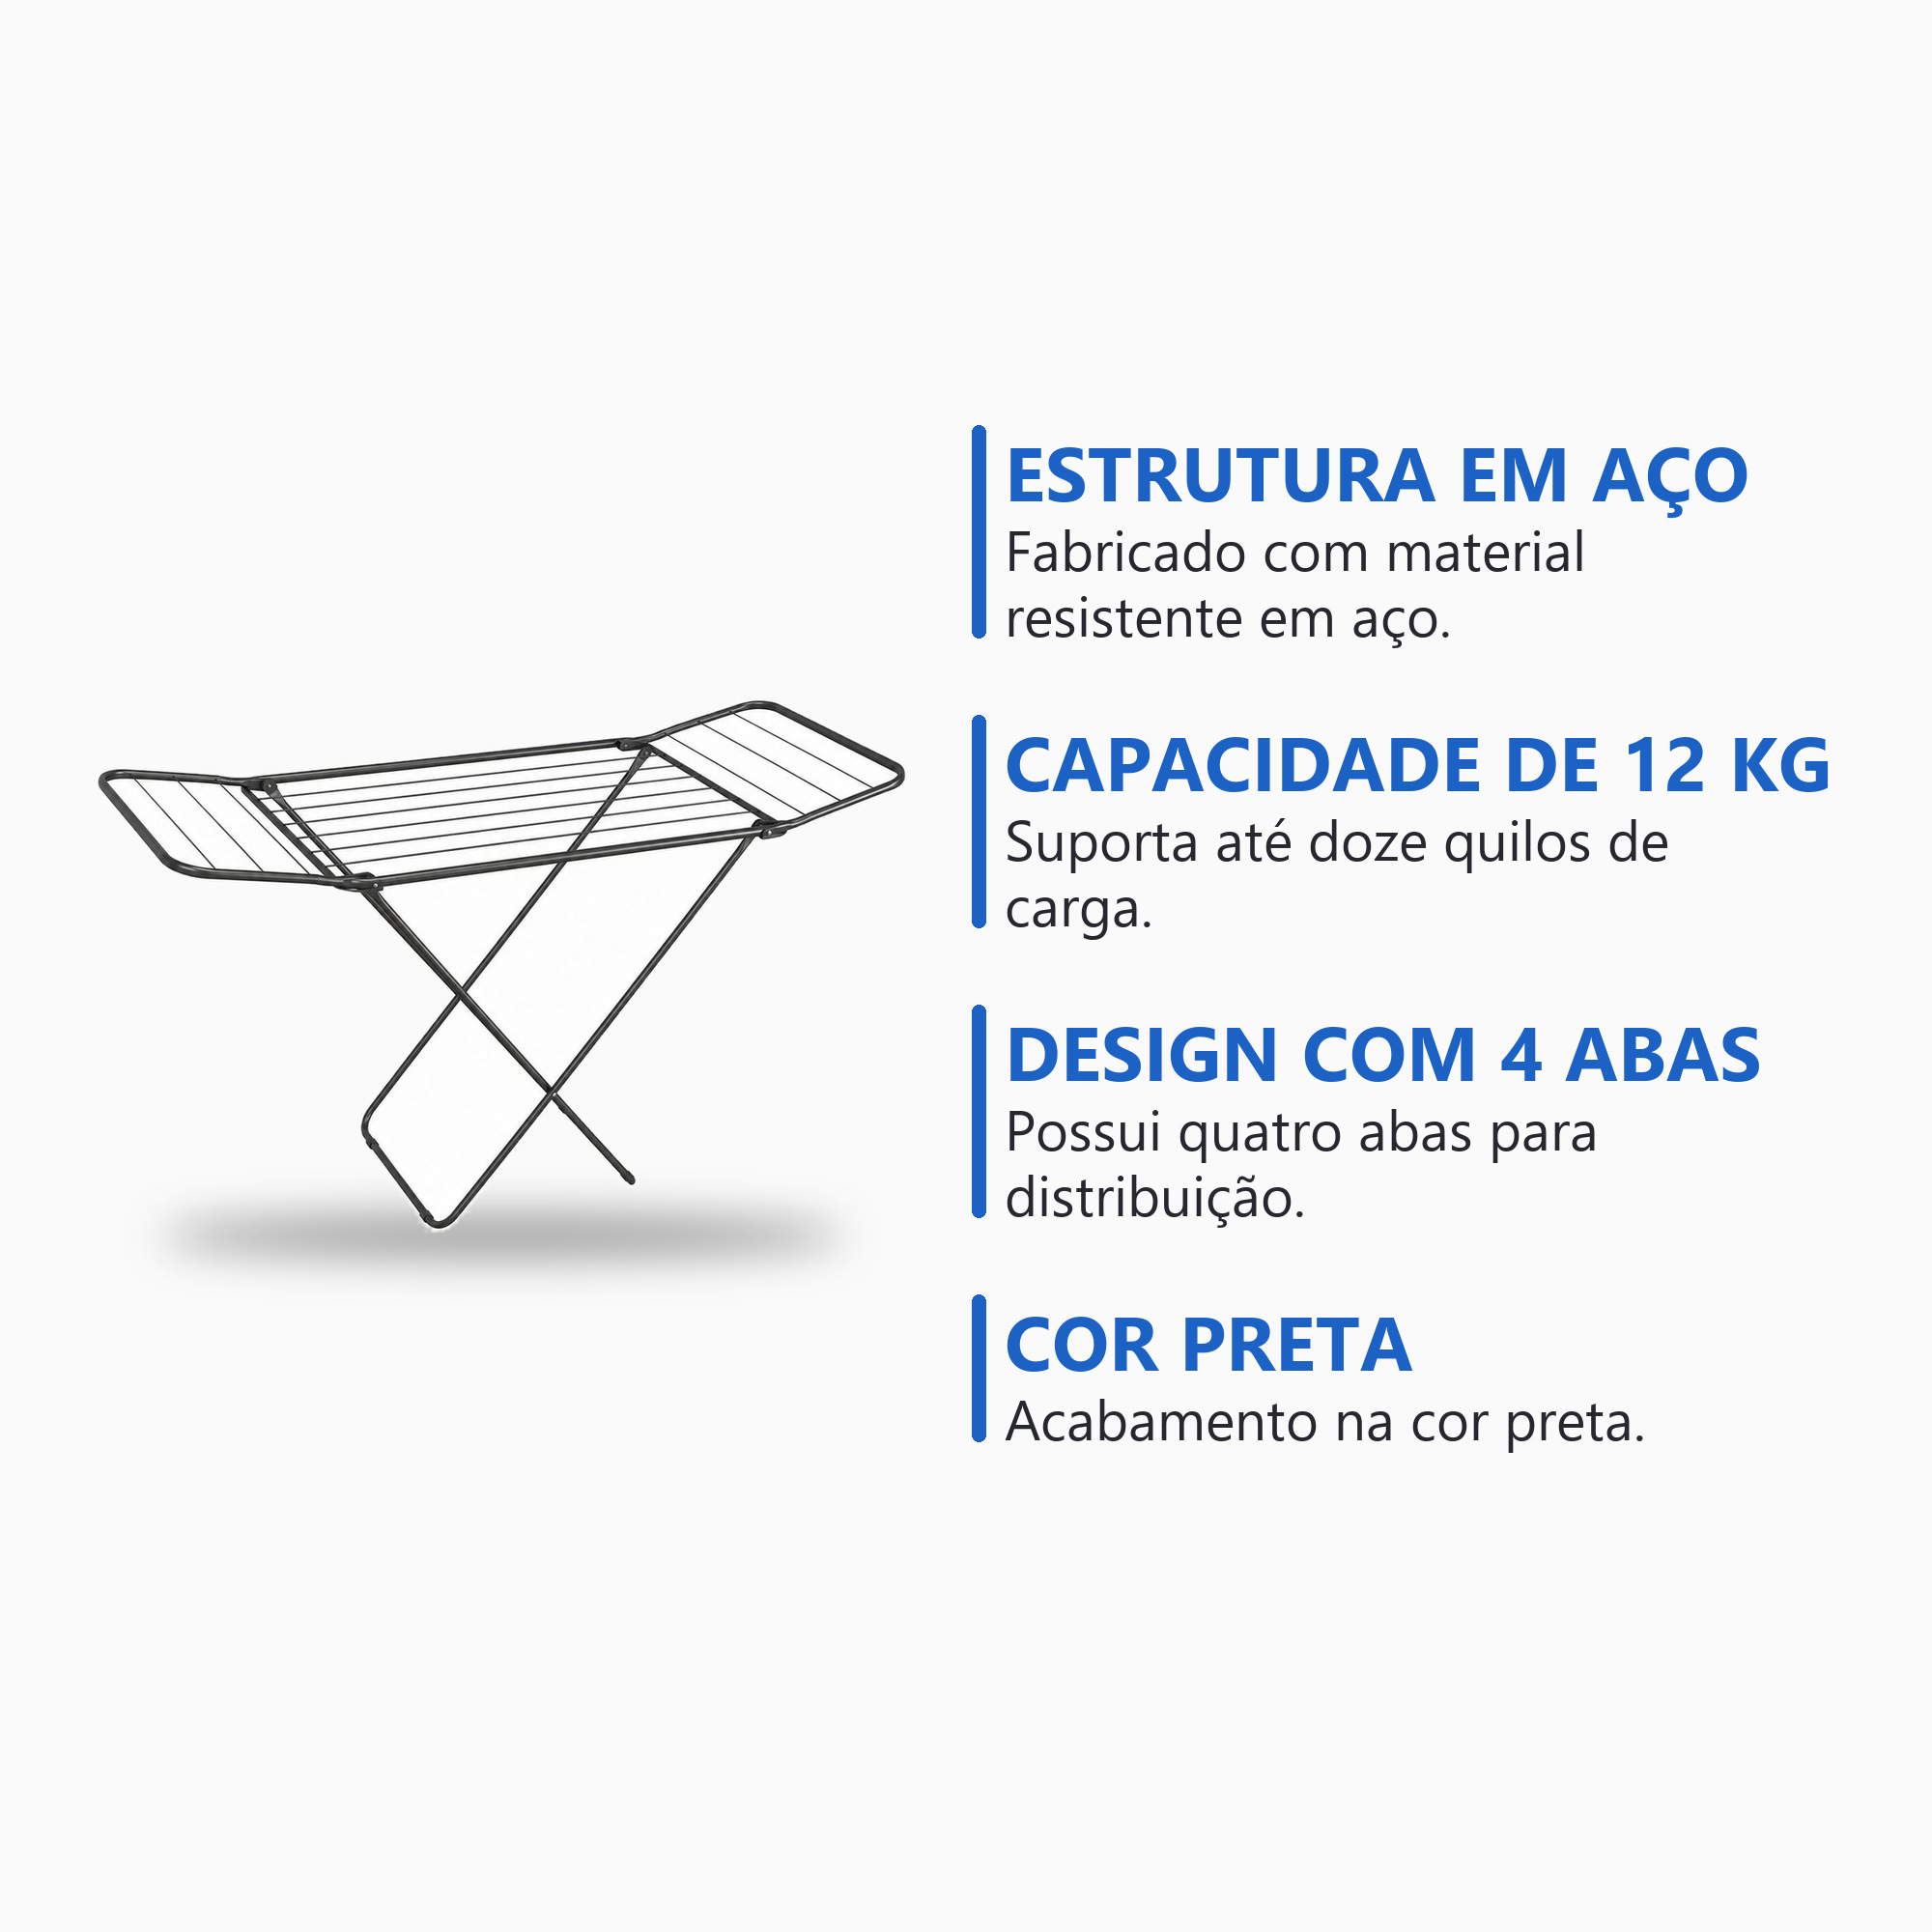 ESTRUTURA EM AÇO
Fabricado com material
resistente em aço.
CAPACIDADE DE 12 KG
Suporta até doze quilos de
carga.
DESIGN COM 4 ABAS
Possui quatro abas para
distribuição.
COR PRETA
Acabamento na cor preta.